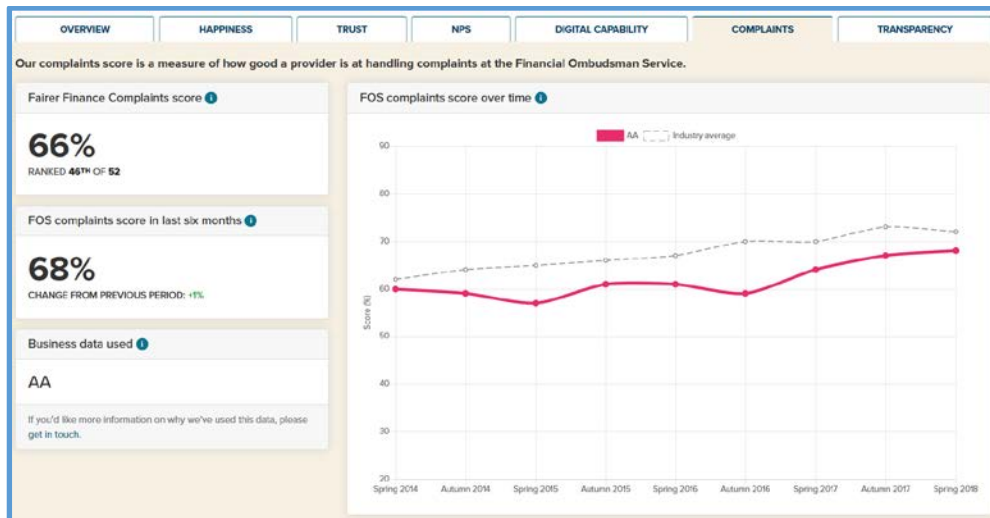 OVERVIEW
HAPPINESS
TRUST
NPS
DIGITAL CAPABILITY
COMPLAINTS
TRANSPARENCY
Our complaints score is a measure of how good a provider is at handling complaints at the Financial Ombudsman Service.
Fairer Finance Complaints score i
66%
RANKED 46TH OF 52
FOS complaints score in last six months i
68%
CHANGE FROM PREVIOUS PERIOD: +1%
Business data used i
AA
If you'd like more information on why we've used this data, please
get in touch.
FOS complaints score over time i
AA
Industry average
90
80
70
60
50
40
30
20
Score (%)
Spring 2014
Autumn 2014
Spring 2015
Autumn 2015
Spring 2016
Autumn 2016
Spring 2017
Autumn 2017
Spring 2018